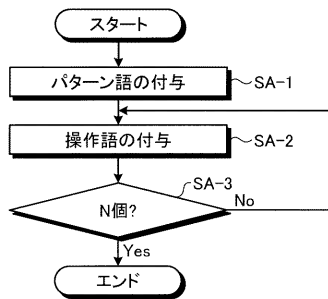 スタート
パターン語の付与
SA-1
操作語の付与
SA-2
SA-3
N個?
No
Yes
エンド